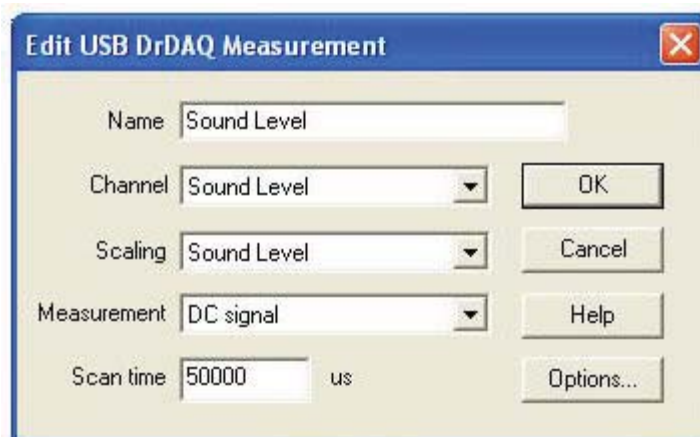 Edit USB DrDAQ Measurement
Name Sound Level
Channel Sound Level OK
Scaling Sound Level Cancel
Measurement DC signal Help
Scan time 50000 us Options...